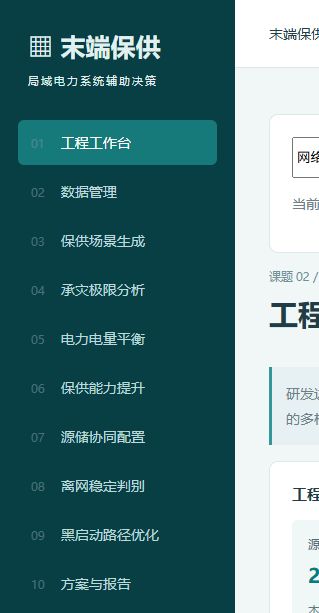 末端保供
局域电力系统辅助决策
01 工程工作台
02 数据管理
03 保供场景生成
04 承灾极限分析
05 电力电量平衡
06 保供能力提升
07 源储协同配置
08 离网稳定判别
09 黑启动路径优化
10 方案与报告
末端保
网络
当前
课题 02 /
工程
研发
的多
工程
源
2